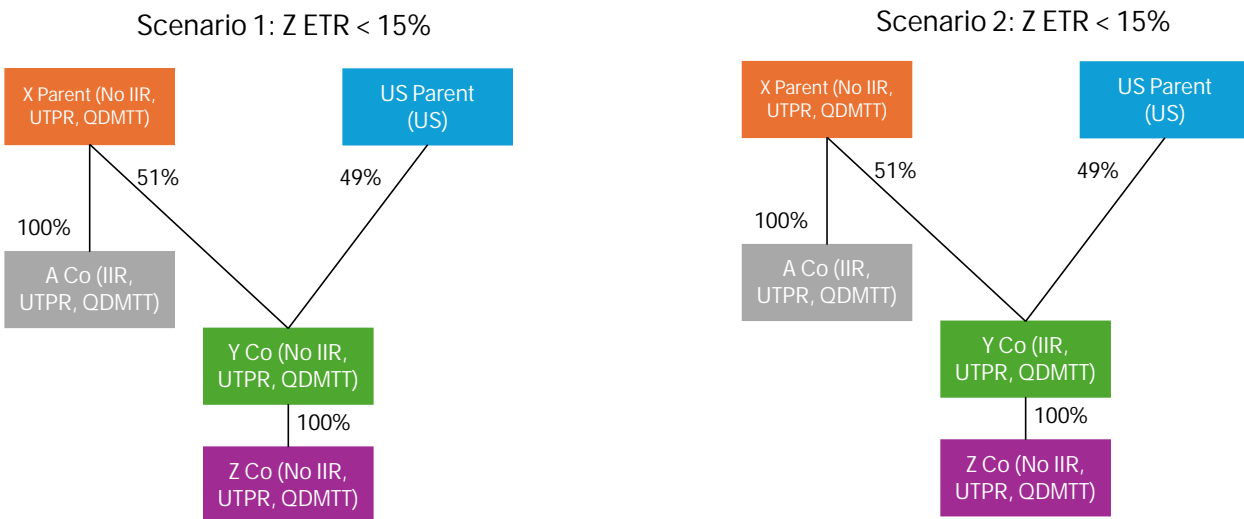 Scenario 1: Z ETR < 15%
X Parent (No IIR,
UTPR, QDMTT)
US Parent
(US)
51%
49%
100%
A Co (IIR,
UTPR, QDMTT)
Y Co (No IIR,
UTPR, QDMTT)
100%
Z Co (No IIR,
UTPR, QDMTT)
Scenario 2: Z ETR < 15%
X Parent (No IIR,
UTPR, QDMTT)
US Parent
(US)
51%
49%
100%
A Co (IIR,
UTPR, QDMTT)
Y Co (IIR,
UTPR, QDMTT)
100%
Z Co (No IIR,
UTPR, QDMTT)